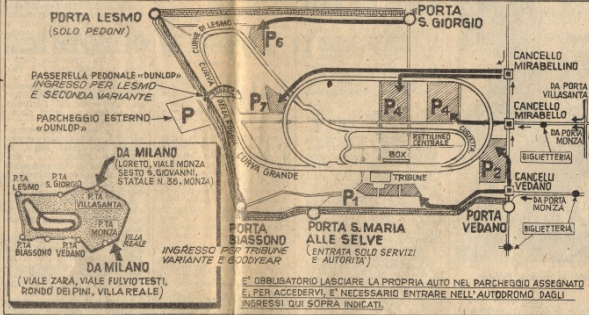 PORTA LESMO
(SOLO PEDONI)
PORTA
S. GIORGIO
CURVE DI LESMO
P6
CANCELLO
MIRABELLINO
PASSERELLA PEDONALE «DUNLOP»
INGRESSO PER LESMO
E SECONDA VARIANTE
CURVA
DELLA
P7
P4
P4
DA PORTA
VILLASANTA
CANCELLO
MIRABELLO
PARCHEGGIO ESTERNO
«DUNLOP»
P
DA PORTA
MONZA
RETTILINEO
CENTRALE
BIGLIETTERIA
CURVA GRANDE
BOX
P2
TRIBUNE
CANCELLI
VEDANO
P1
DA PORTA
MONZA
PORTA
VEDANO
BIGLIETTERIA
PORTA
BIASSONO
INGRESSO PER TRIBUNE
VARIANTE E GOODYEAR
PORTA S. MARIA
ALLE SELVE
(ENTRATA SOLO SERVIZI
E AUTORITA')
DA MILANO
(LORETO, VIALE MONZA
SESTO S. GIOVANNI,
STATALE N. 36, MONZA)
P.TA
LESMO
P.TA
S. GIORGIO
P.TA
VILLASANTA
P.TA
MONZA
VILLA
REALE
P.TA
BIASSONO
P.TA
VEDANO
DA MILANO
(VIALE ZARA, VIALE FULVIO TESTI,
RONDO' DEI PINI, VILLA REALE)
E' OBBLIGATORIO LASCIARE LA PROPRIA AUTO NEL PARCHEGGIO ASSEGNATO
E, PER ACCEDERVI, E' NECESSARIO ENTRARE NELL'AUTODROMO DAGLI
INGRESSI QUI SOPRA INDICATI.